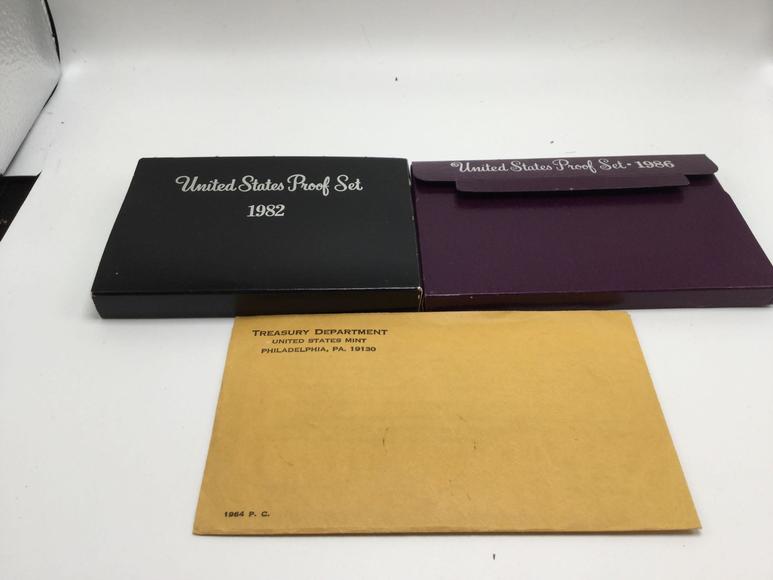 United States Proof Set
1982
United States Proof Set • 1986
TREASURY DEPARTMENT
UNITED STATES MINT
PHILADELPHIA, PA. 19130
1964 P. C.